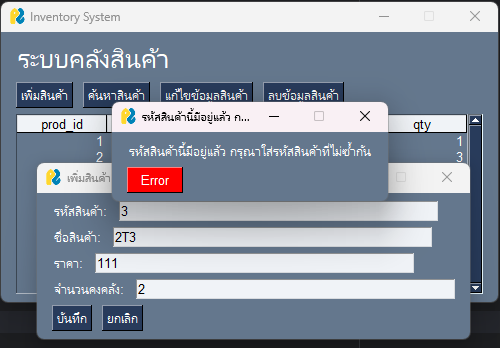 Inventory System
ระบบคลังสินค้า
เพิ่มสินค้า ค้นหาสินค้า แก้ไขข้อมูลสินค้า ลบข้อมูลสินค้า
รหัสสินค้านี้มีอยู่แล้ว ก...
prod_id qty
รหัสสินค้านี้มีอยู่แล้ว กรุณาใส่รหัสสินค้าที่ไม่ซ้ำกัน
1 1
2 3
Error
เพิ่มสินค้า
รหัสสินค้า: 3
ชื่อสินค้า: 2T3
ราคา: 111
จำนวนคงคลัง: 2
บันทึก ยกเลิก